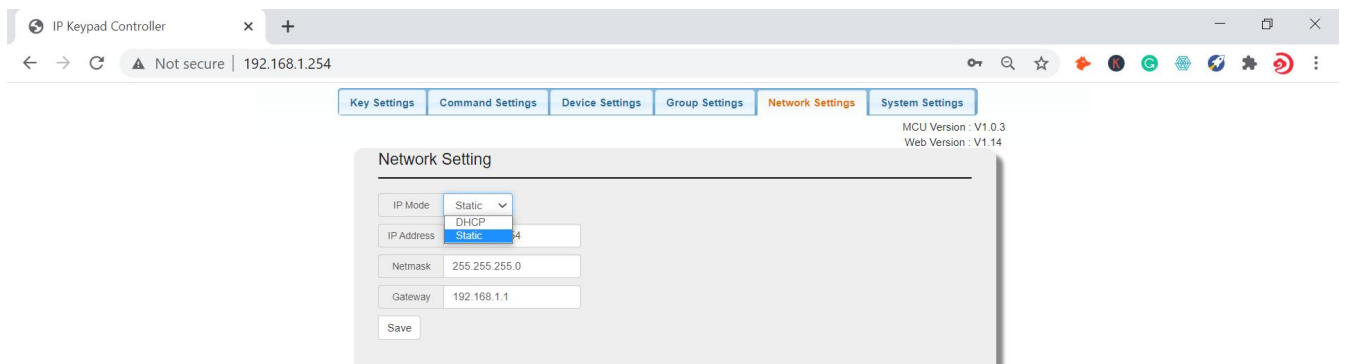 IP Keypad Controller
Not secure | 192.168.1.254
Key Settings Command Settings Device Settings Group Settings Network Settings System Settings
MCU Version : V1.0.3
Web Version : V1.14
Network Setting
IP Mode Static
DHCP
Static
IP Address 54
Netmask 255.255.255.0
Gateway 192.168.1.1
Save